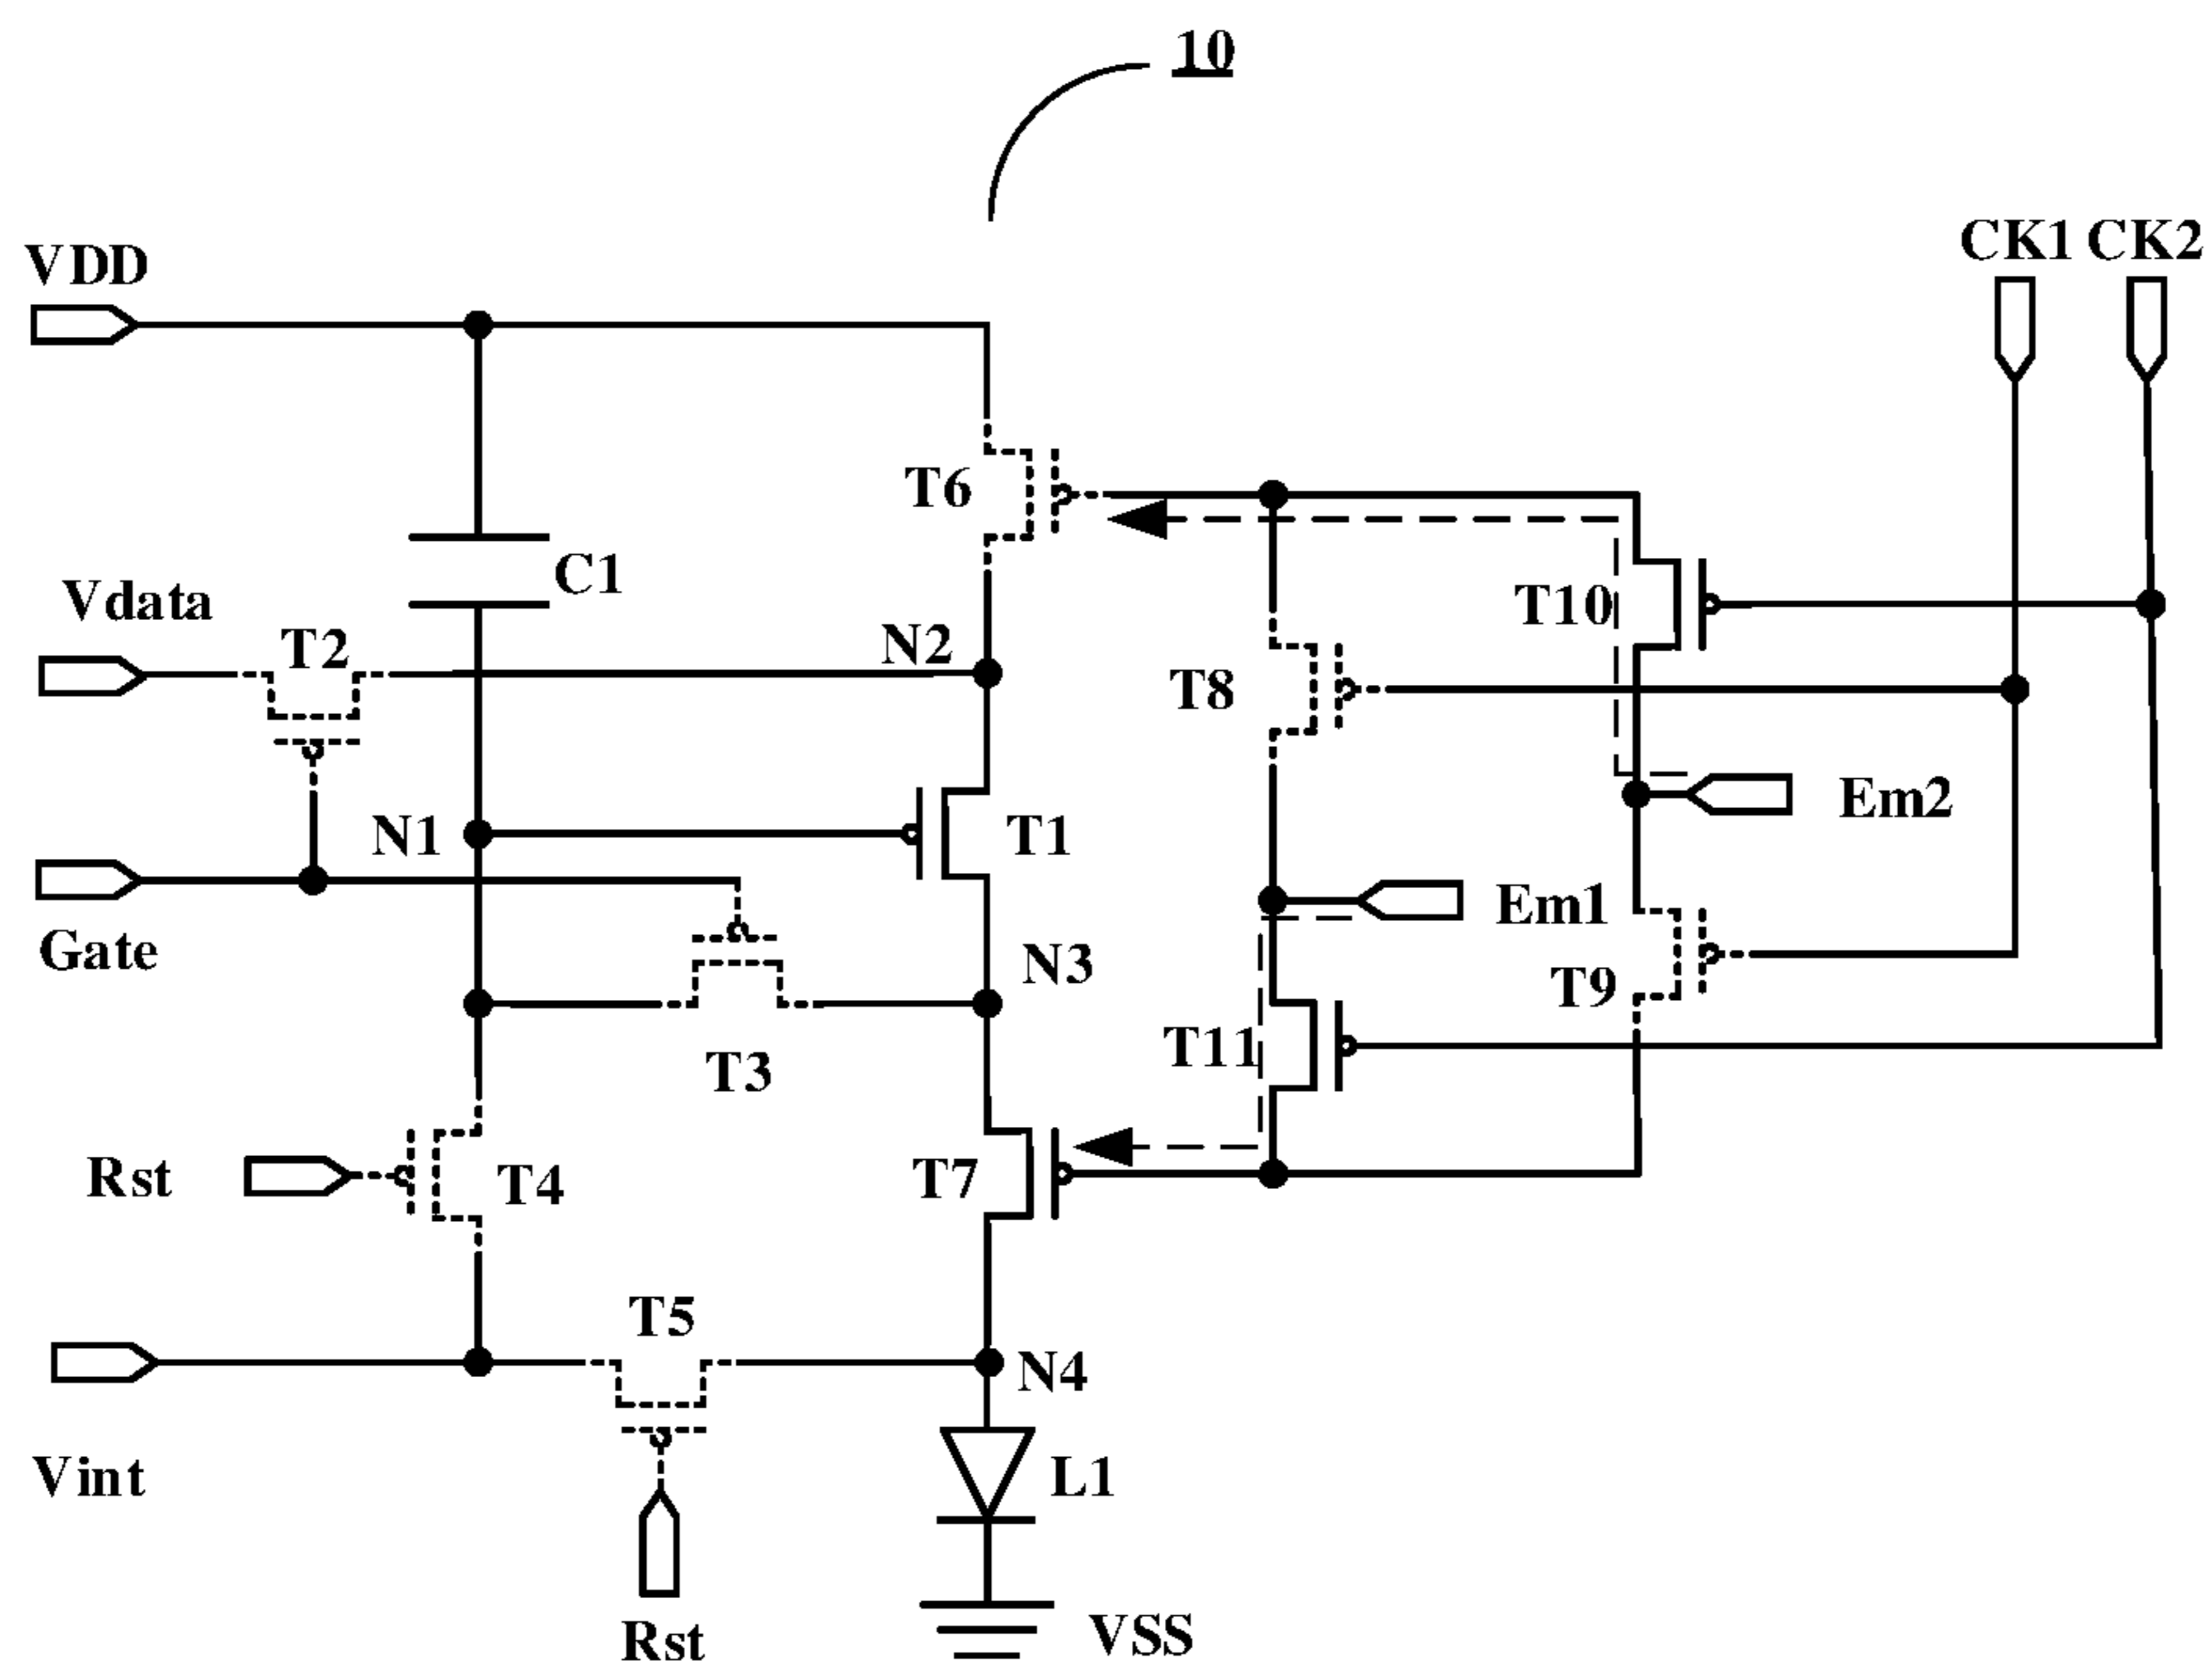 10
VDD
CK1 CK2
T6
C1
Vdata
T2
N2
T10
T8
N1
T1
Em2
Gate
Em1
N3
T9
T11
T3
Rst
T4
T7
T5
N4
Vint
L1
Rst
VSS